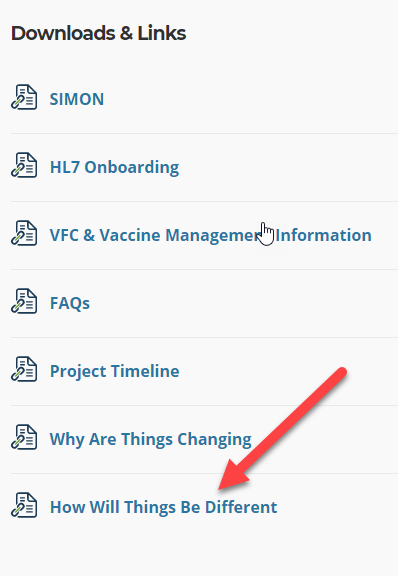 Downloads & Links
SIMON
HL7 Onboarding
VFC & Vaccine Management Information
FAQs
Project Timeline
Why Are Things Changing
How Will Things Be Different